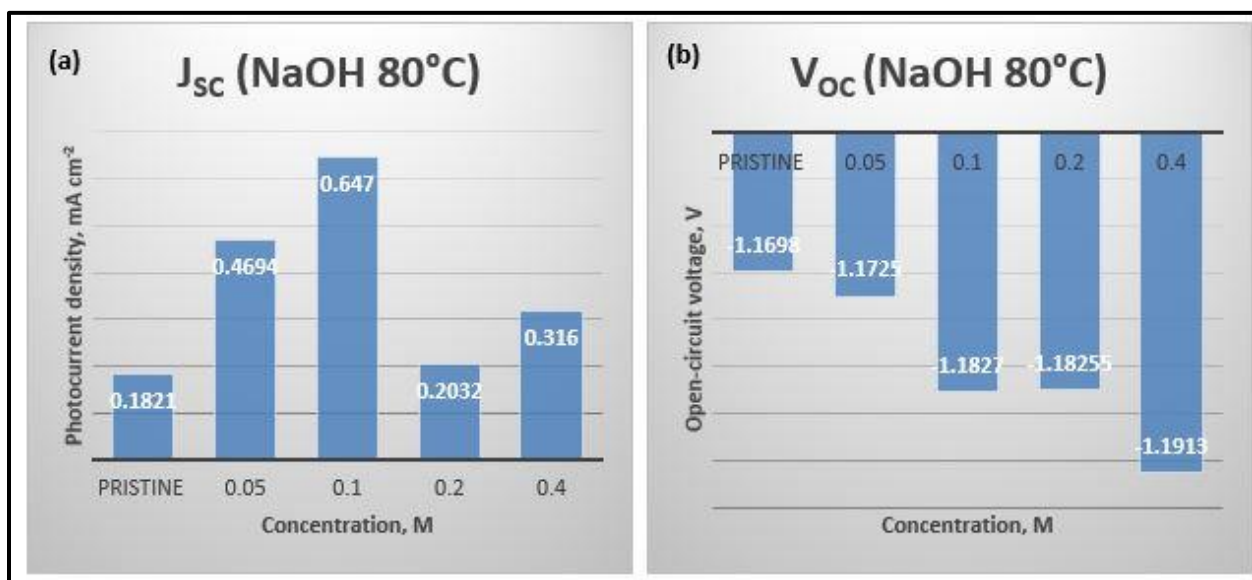 (a)
J_SC (NaOH 80°C)
Photocurrent density, mA cm⁻²
0.1821
0.4694
0.647
0.2032
0.316
PRISTINE 0.05 0.1 0.2 0.4
Concentration, M
(b)
V_OC (NaOH 80°C)
Open-circuit voltage, V
PRISTINE 0.05 0.1 0.2 0.4
-1.1698
-1.1725
-1.1827
-1.18255
-1.1913
Concentration, M